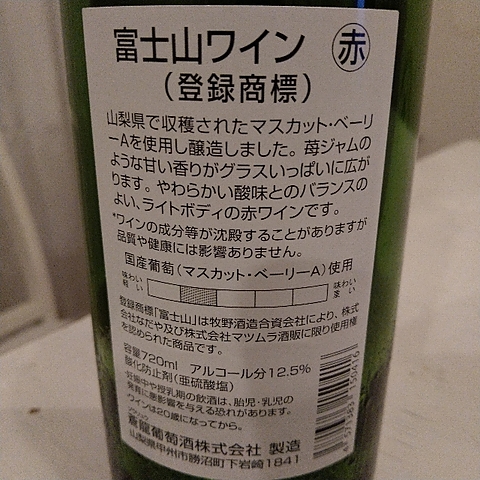 富士山ワイン 赤
(登録商標)
山梨県で収穫されたマスカット・ベーリ
ーAを使用し醸造しました。苺ジャムの
ような甘い香りがグラスいっぱいに広が
ります。やわらかい酸味とのバランスの
よい、ライトボディの赤ワインです。
*ワインの成分等が沈殿することがありますが
品質や健康には影響ありません。
国産葡萄(マスカット・ベーリーA)使用
味わい
軽い
味わい
重い
登録商標「富士山」は牧野酒造合資会社により、株式
会社なだや及び株式会社マツムラ酒販に限り使用権
を認められた商品です。
容量720ml アルコール分12.5%
酸化防止剤(亜硫酸塩)
妊娠中や授乳期の飲酒は、胎児・乳児の
発育に悪影響を与える恐れがあります。
ワインは20歳になってから。
蒼龍葡萄酒株式会社 製造
山梨県甲州市勝沼町下岩崎1841